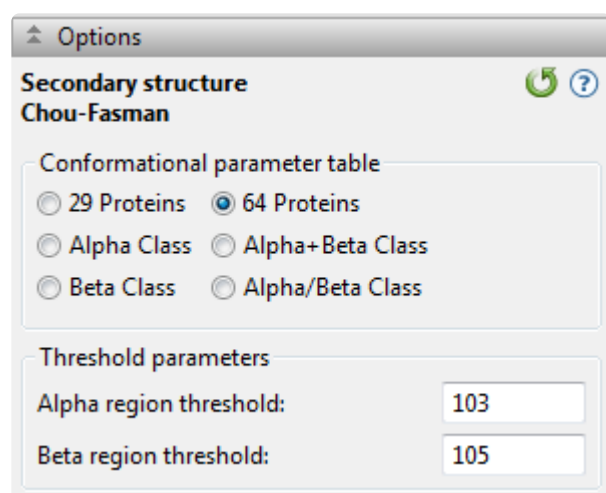 Options
Secondary structure
Chou-Fasman
Conformational parameter table
29 Proteins 64 Proteins
Alpha Class Alpha+Beta Class
Beta Class Alpha/Beta Class
Threshold parameters
Alpha region threshold: 103
Beta region threshold: 105